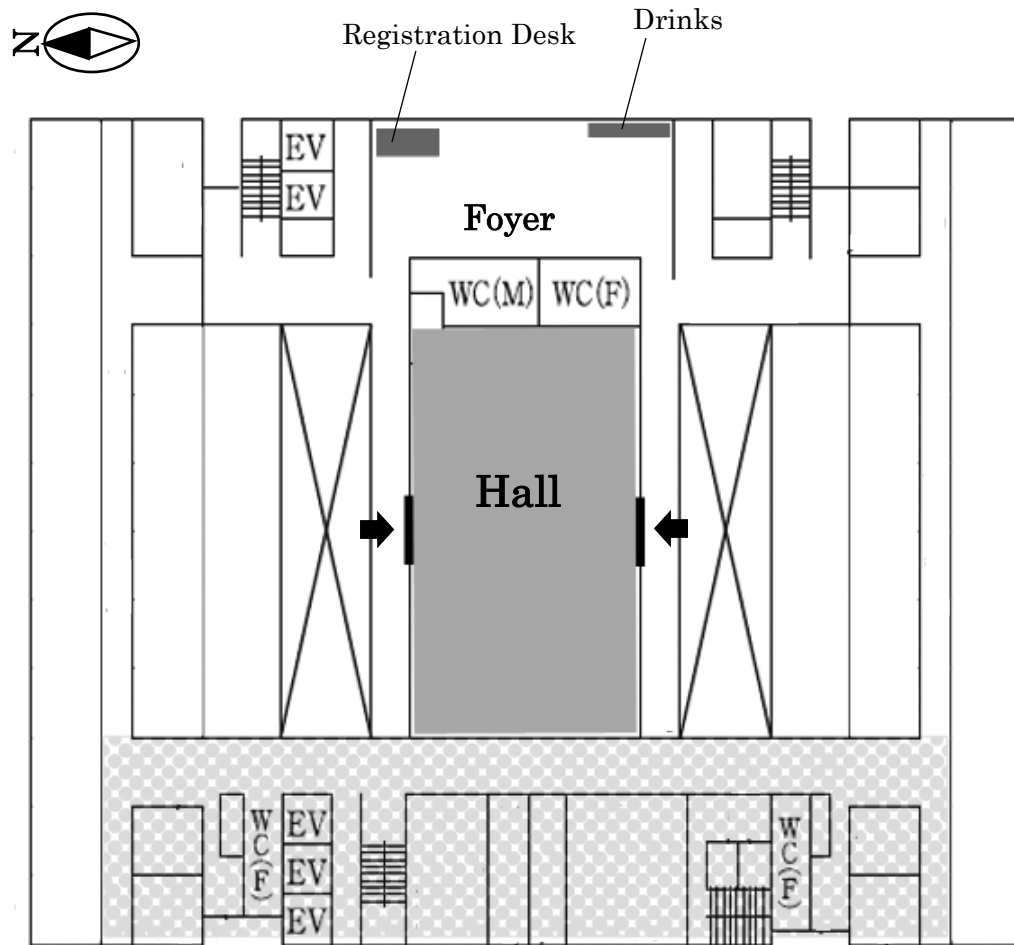 N
Registration Desk
Drinks
EV
EV
Foyer
WC(M)
WC(F)
Hall
WC(F)
EV
EV
EV
WC(F)